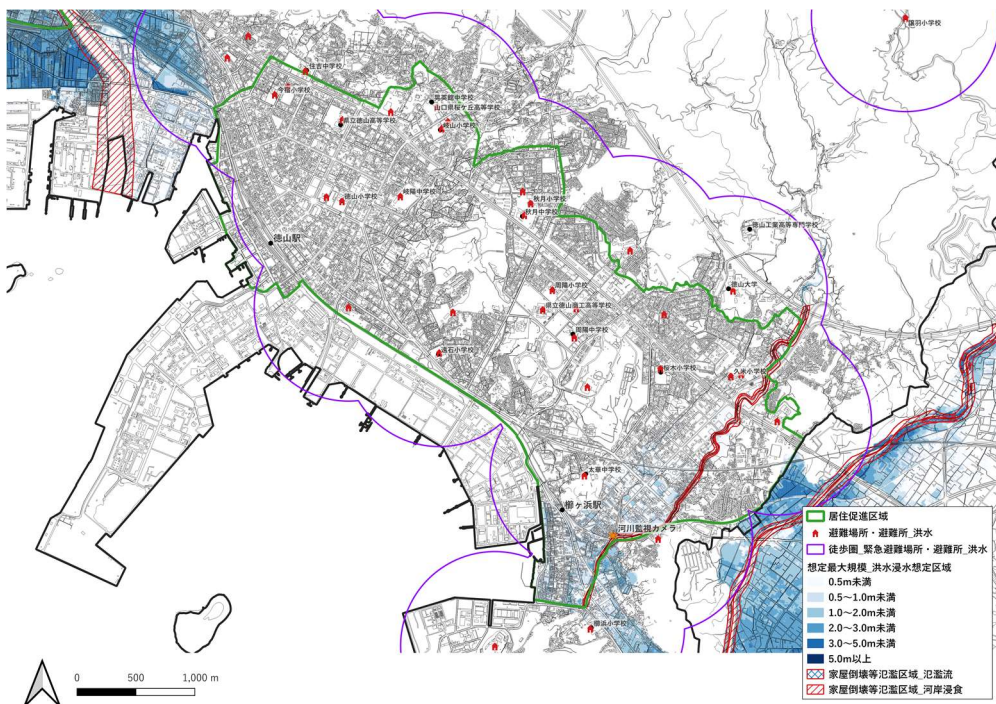 鼓羽小学校
住吉中学校
今宿小学校
高水館中学校
山口県桜ケ丘高等学校
県立徳山高等学校
岐山小学校
徳山小学校
岐陽中学校
秋月小学校
秋月中学校
徳山駅
徳山工業高等専門学校
周陽小学校
徳山大学
県立徳山商工高等学校
周陽中学校
遠石小学校
桜木小学校
久米小学校
太華中学校
櫛ヶ浜駅
河川監視カメラ
櫛浜小学校
居住促進区域
避難場所・避難所_洪水
徒歩圏_緊急避難場所・避難所_洪水
想定最大規模_洪水浸水想定区域
0.5m未満
0.5～1.0m未満
1.0～2.0m未満
2.0～3.0m未満
3.0～5.0m未満
5.0m以上
家屋倒壊等氾濫区域_氾濫流
家屋倒壊等氾濫区域_河岸浸食
0 500 1,000 m